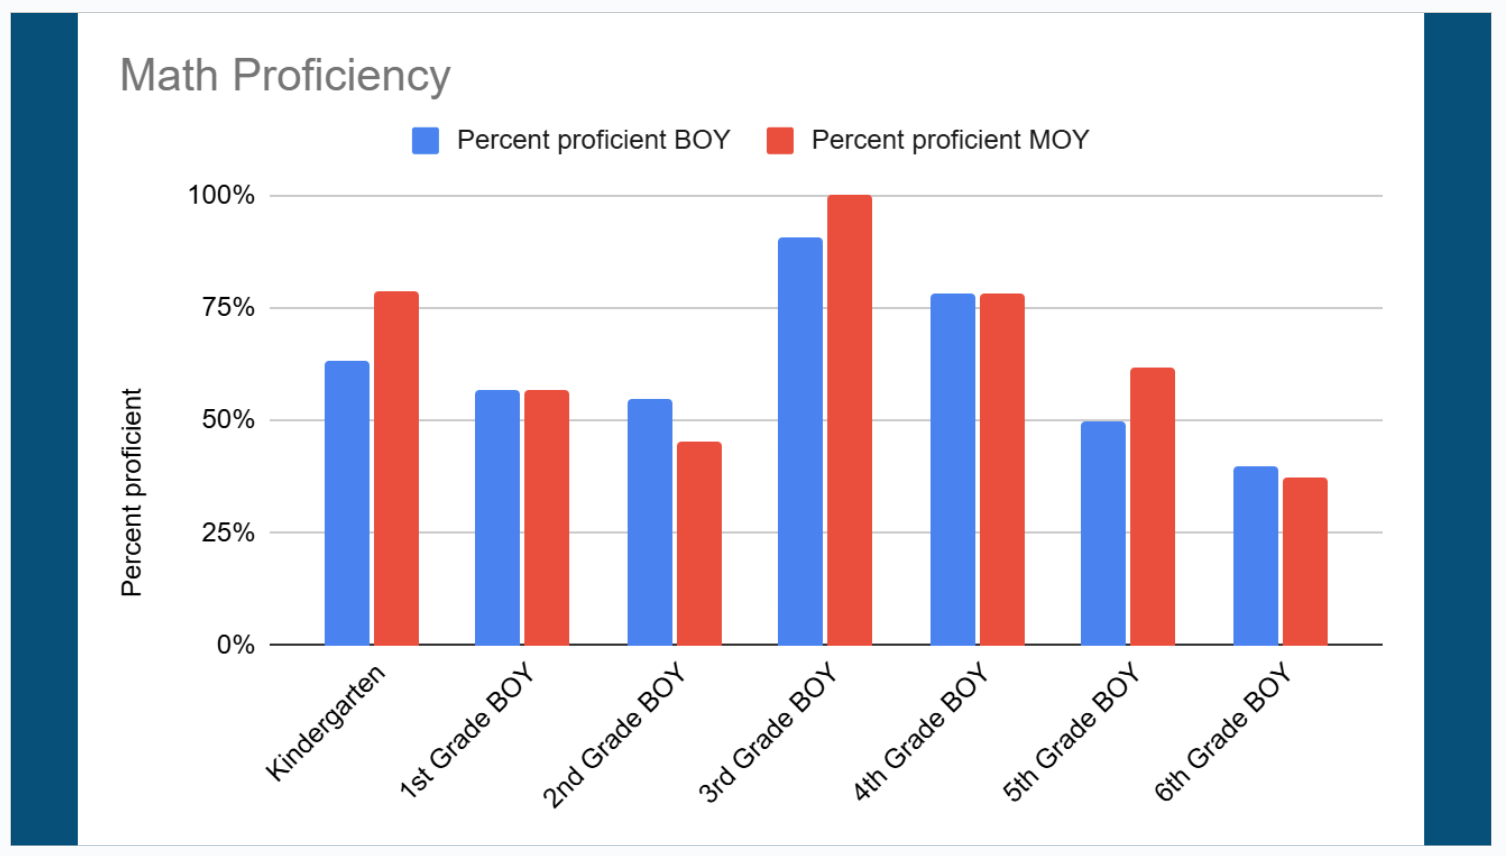 Math Proficiency
Percent proficient BOY
Percent proficient MOY
100%
75%
50%
25%
0%
Percent proficient
Kindergarten
1st Grade BOY
2nd Grade BOY
3rd Grade BOY
4th Grade BOY
5th Grade BOY
6th Grade BOY